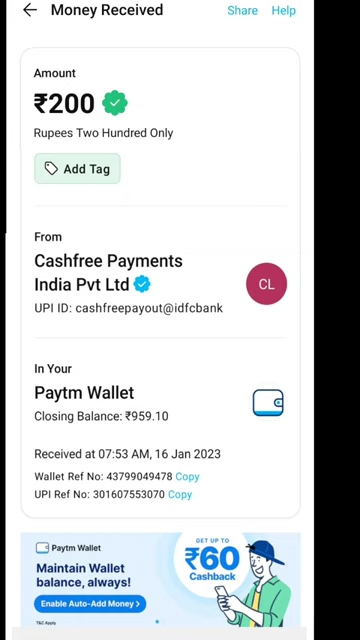 Money Received Share Help
Amount
₹200
Rupees Two Hundred Only
Add Tag
From
Cashfree Payments
India Pvt Ltd
CL
UPI ID: cashfreepayout@idfcbank
In Your
Paytm Wallet
Closing Balance: ₹959.10
Received at 07:53 AM, 16 Jan 2023
Wallet Ref No: 43799049478 Copy
UPI Ref No: 301607553070 Copy
Paytm Wallet
Maintain Wallet
balance, always!
Enable Auto-Add Money >
T&C Apply
GET UP TO
₹60
Cashback